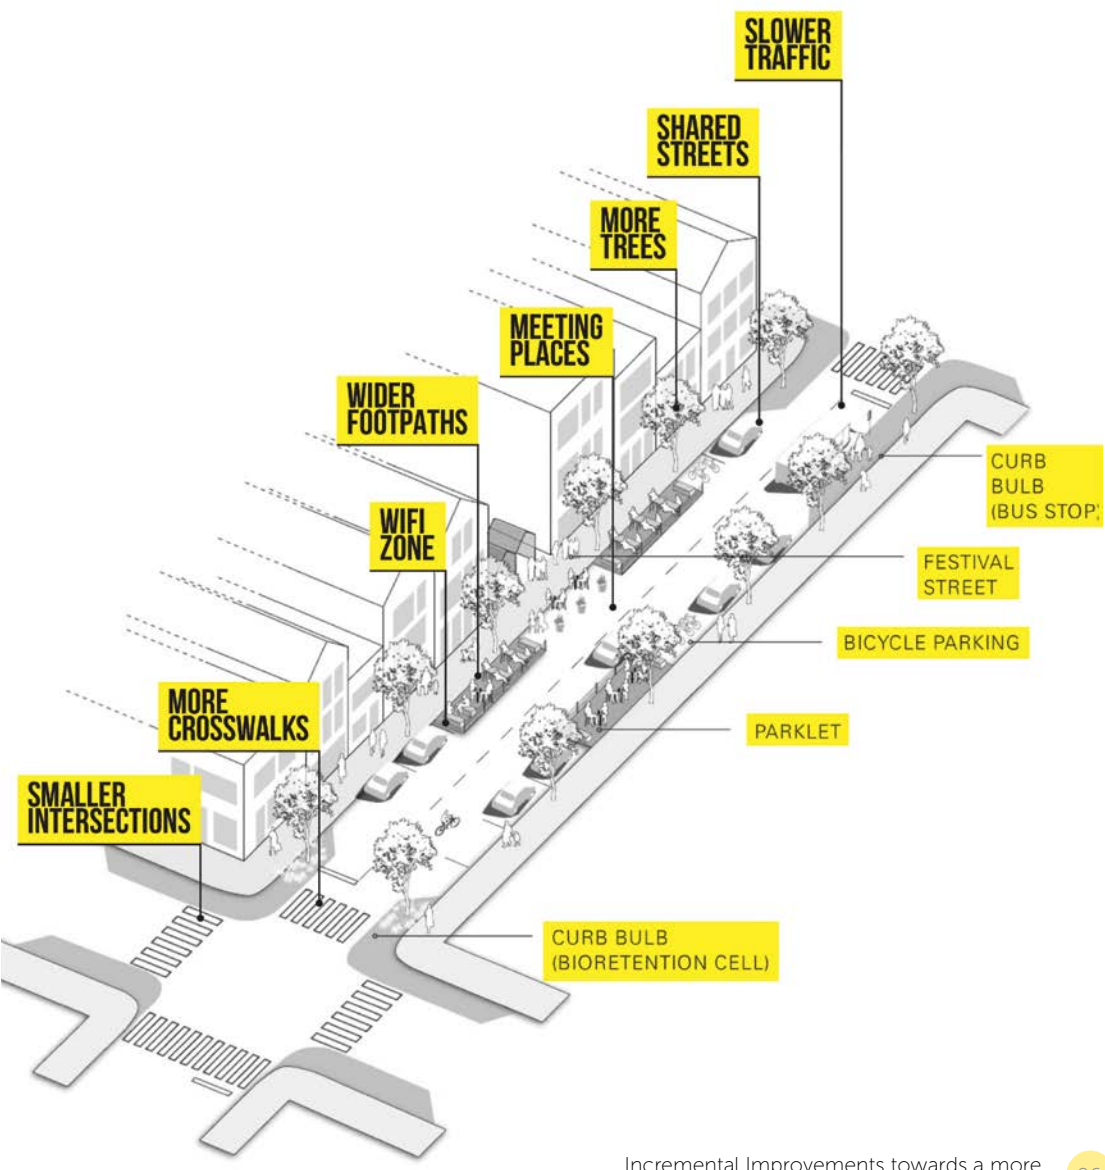 SLOWER
TRAFFIC
SHARED
STREETS
MORE
TREES
MEETING
PLACES
WIDER
FOOTPATHS
WIFI
ZONE
MORE
CROSSWALKS
SMALLER
INTERSECTIONS
CURB
BULB
(BUS STOP)
FESTIVAL
STREET
BICYCLE PARKING
PARKLET
CURB BULB
(BIORETENTION CELL)
Incremental Improvements towards a more